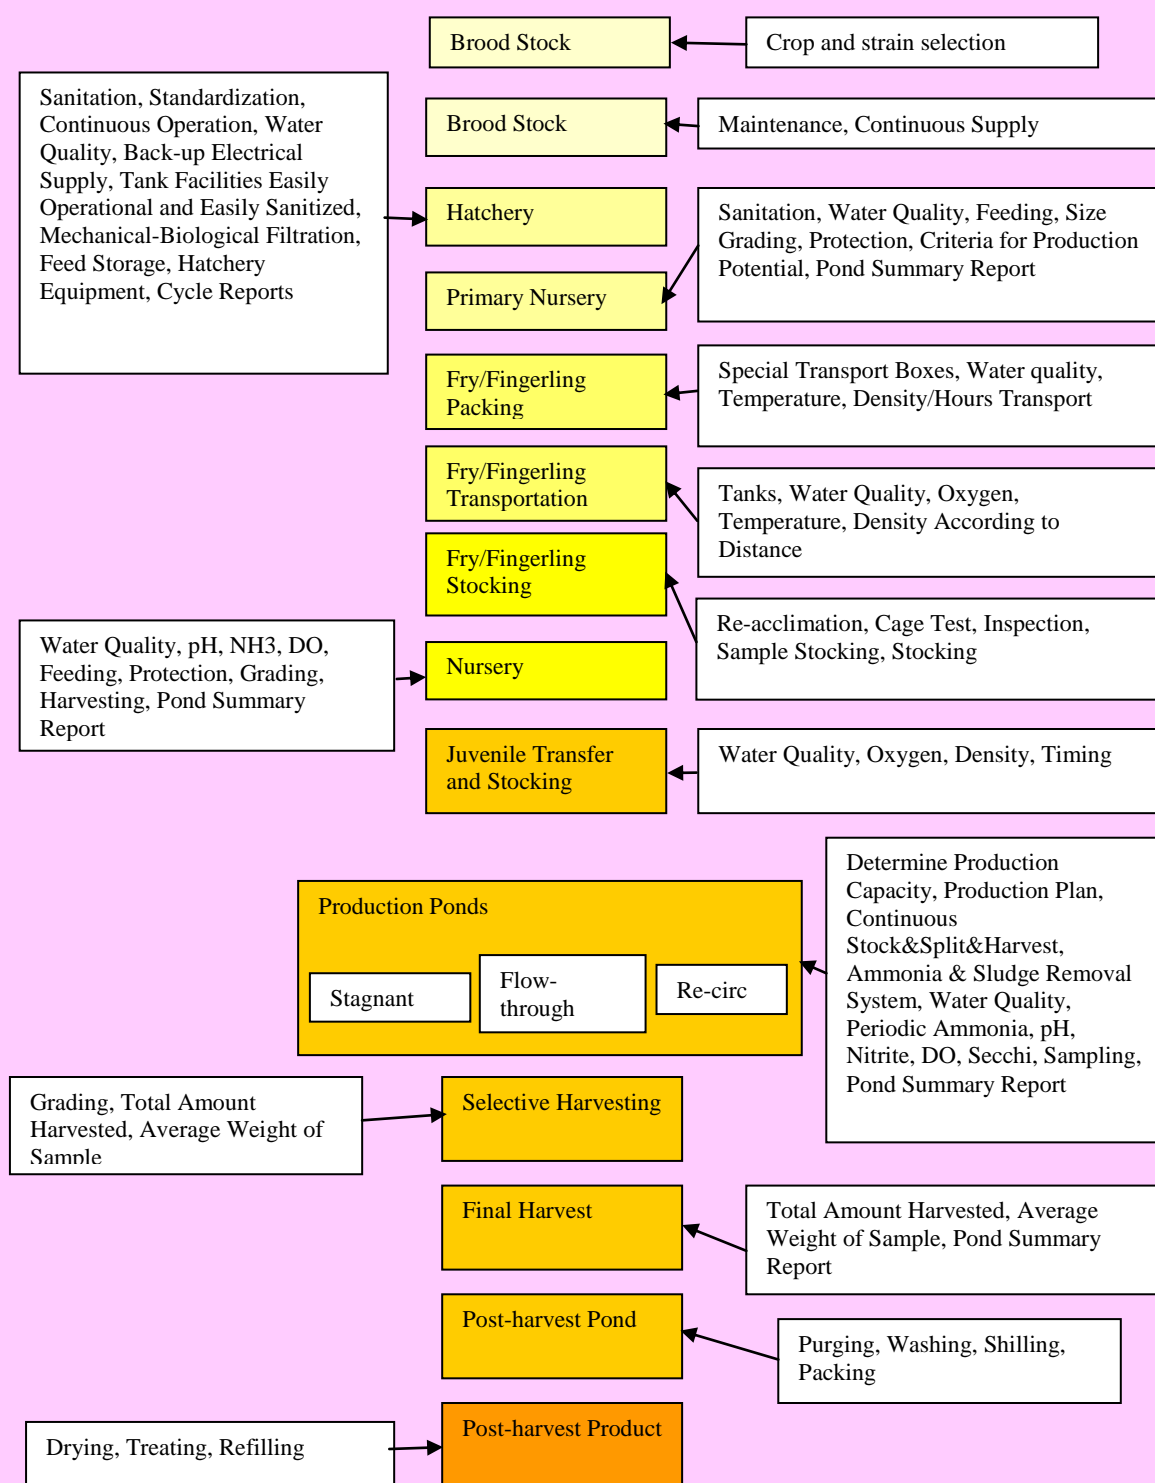 Brood Stock
Crop and strain selection
Sanitation, Standardization,
Continuous Operation, Water
Quality, Back-up Electrical
Supply, Tank Facilities Easily
Operational and Easily Sanitized,
Mechanical-Biological Filtration,
Feed Storage, Hatchery
Equipment, Cycle Reports
Brood Stock
Maintenance, Continuous Supply
Hatchery
Sanitation, Water Quality, Feeding, Size
Grading, Protection, Criteria for Production
Potential, Pond Summary Report
Primary Nursery
Fry/Fingerling
Packing
Special Transport Boxes, Water quality,
Temperature, Density/Hours Transport
Fry/Fingerling
Transportation
Tanks, Water Quality, Oxygen,
Temperature, Density According to
Distance
Fry/Fingerling
Stocking
Re-acclimation, Cage Test, Inspection,
Sample Stocking, Stocking
Water Quality, pH, NH3, DO,
Feeding, Protection, Grading,
Harvesting, Pond Summary
Report
Nursery
Juvenile Transfer
and Stocking
Water Quality, Oxygen, Density, Timing
Determine Production
Capacity, Production Plan,
Continuous
Stock&Split&Harvest,
Ammonia & Sludge Removal
System, Water Quality,
Periodic Ammonia, pH,
Nitrite, DO, Secchi, Sampling,
Pond Summary Report
Production Ponds
Stagnant
Flow-
through
Re-circ
Grading, Total Amount
Harvested, Average Weight of
Sample
Selective Harvesting
Final Harvest
Total Amount Harvested, Average
Weight of Sample, Pond Summary
Report
Post-harvest Pond
Purging, Washing, Shilling,
Packing
Drying, Treating, Refilling
Post-harvest Product